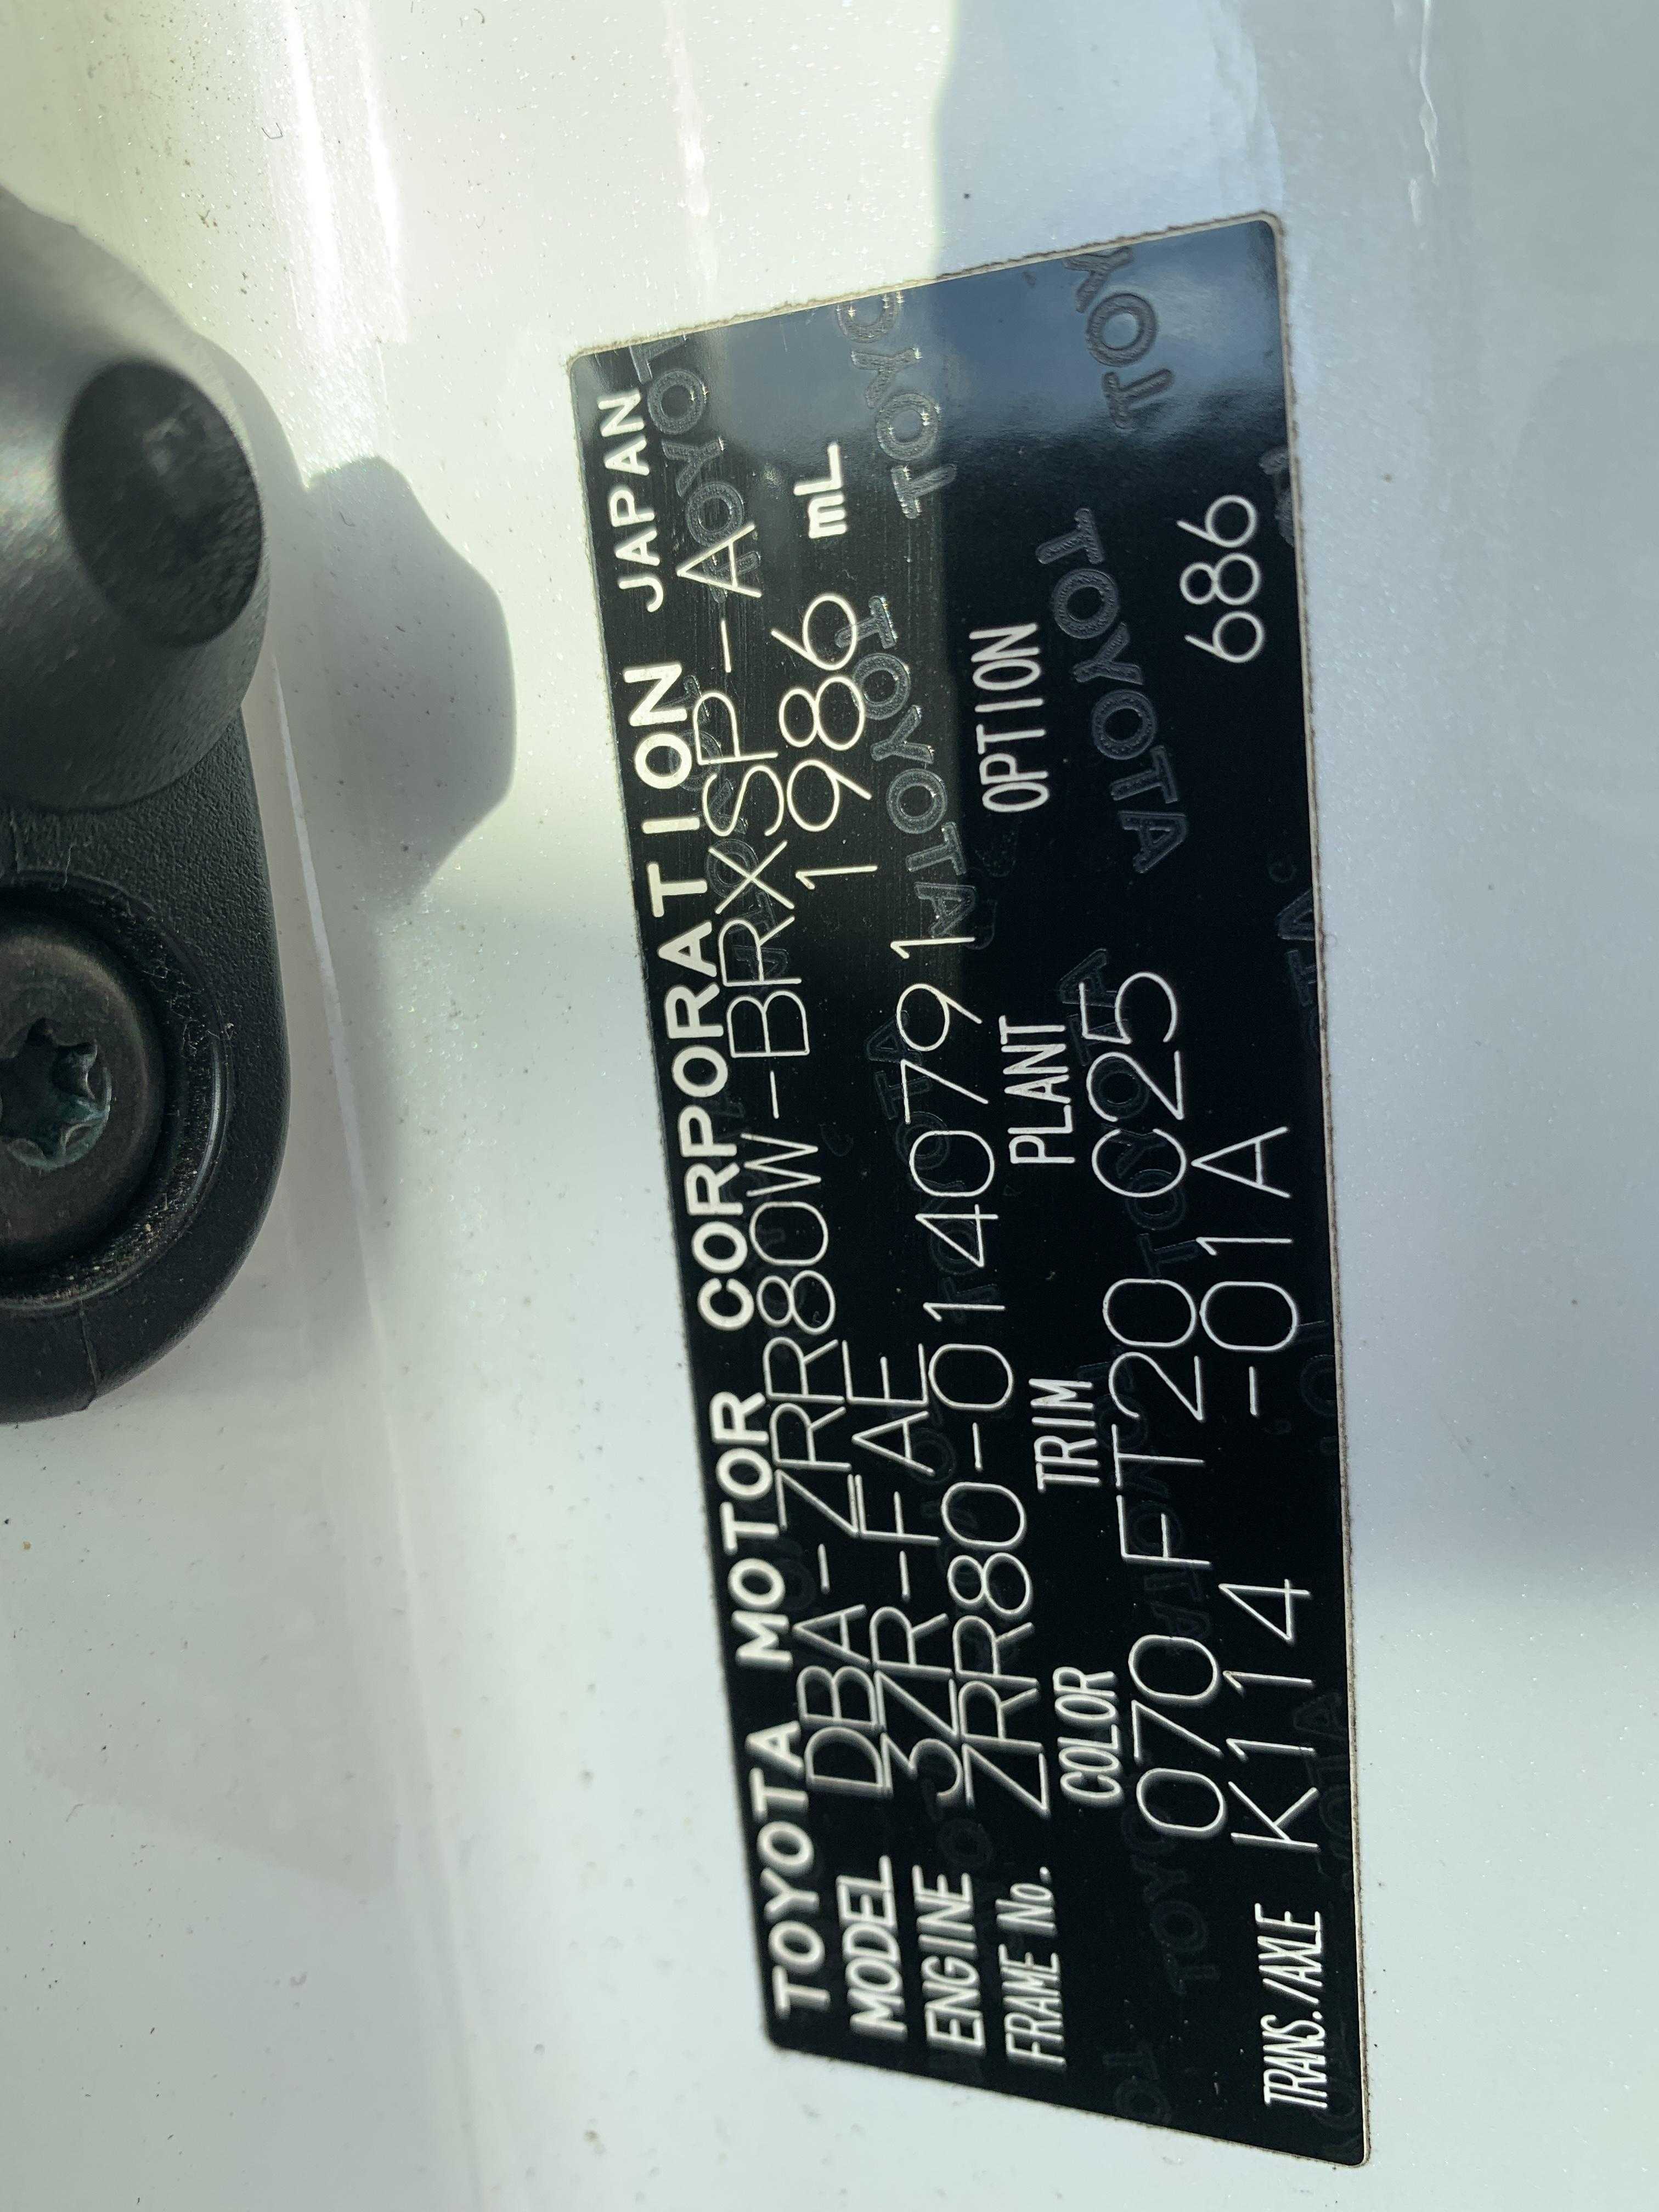 TOYOTA MOTOR CORPORATION JAPAN
MODEL DBA-ZRR80W-BRXSP-A
ENGINE 3ZR-FAE 1986 mL
FRAME No. ZRR80-0140791
COLOR TRIM PLANT OPTION
070 FT20 C25
TRANS./AXLE K114 -01A 686